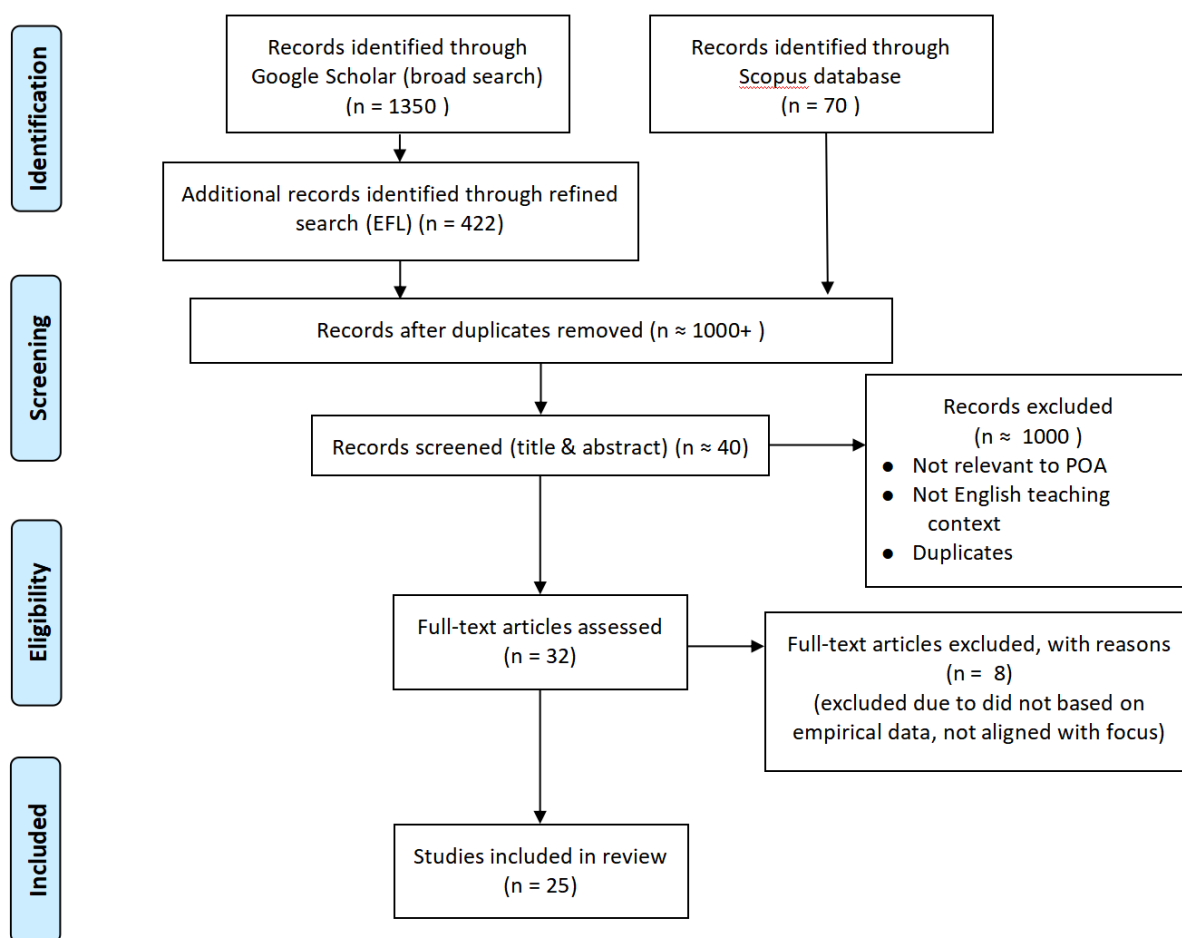 Identification
Records identified through
Google Scholar (broad search)
(n = 1350 )
Records identified through
Scopus database
(n = 70 )
Additional records identified through refined
search (EFL) (n = 422)
Screening
Records after duplicates removed (n ≈ 1000+ )
Records screened (title & abstract) (n ≈ 40)
Records excluded
(n ≈  1000 )
● Not relevant to POA
● Not English teaching
context
● Duplicates
Eligibility
Full-text articles assessed
(n = 32)
Full-text articles excluded, with reasons
(n =  8)
(excluded due to did not based on
empirical data, not aligned with focus)
Included
Studies included in review
(n = 25)